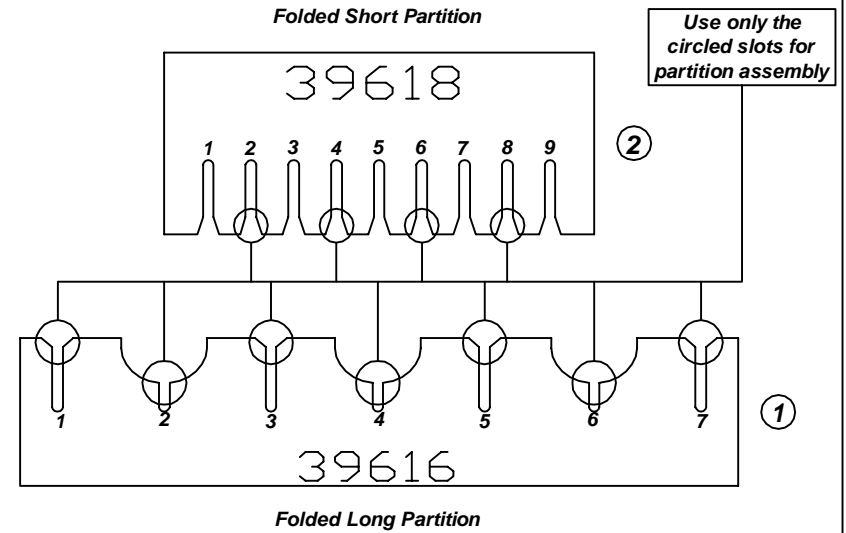 Folded Short Partition
Use only the
circled slots for
partition assembly
39618
1 2 3 4 5 6 7 8 9
2
1 2 3 4 5 6 7
1
39616
Folded Long Partition